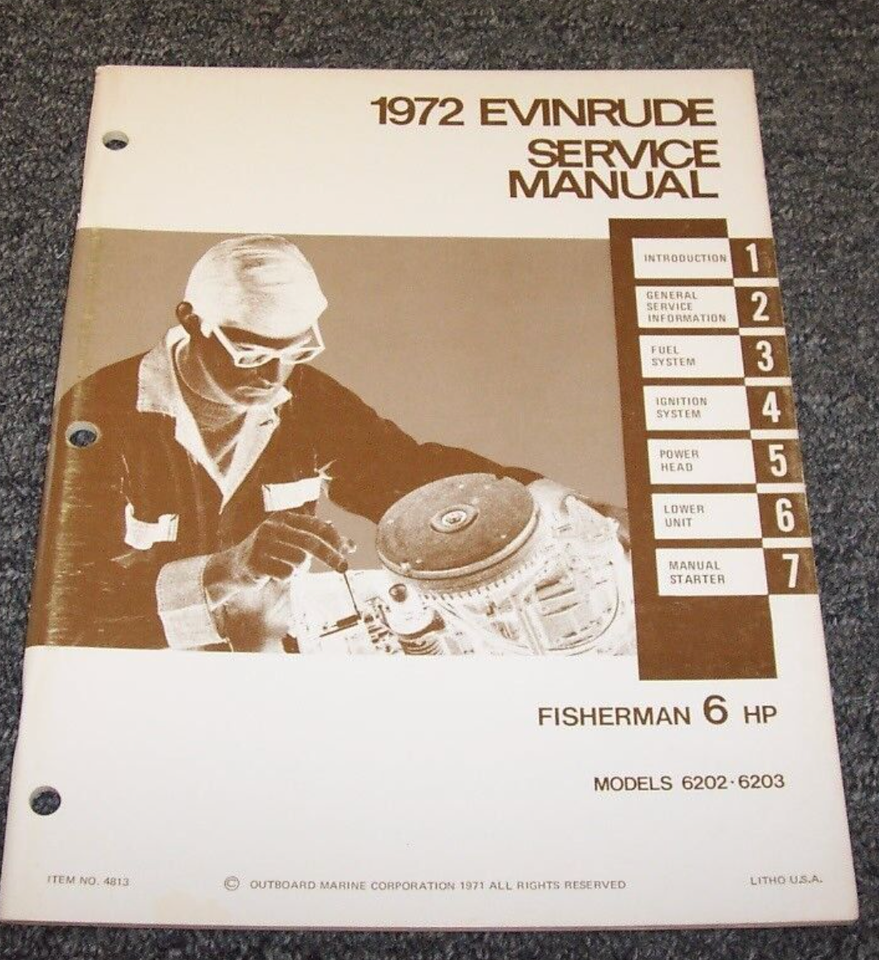 1972 EVINRUDE
SERVICE
MANUAL
INTRODUCTION 1
GENERAL
SERVICE
INFORMATION 2
FUEL
SYSTEM 3
IGNITION
SYSTEM 4
POWER
HEAD 5
LOWER
UNIT 6
MANUAL
STARTER 7
FISHERMAN 6 HP
MODELS 6202·6203
ITEM NO. 4813
© OUTBOARD MARINE CORPORATION 1971 ALL RIGHTS RESERVED
LITHO U.S.A.